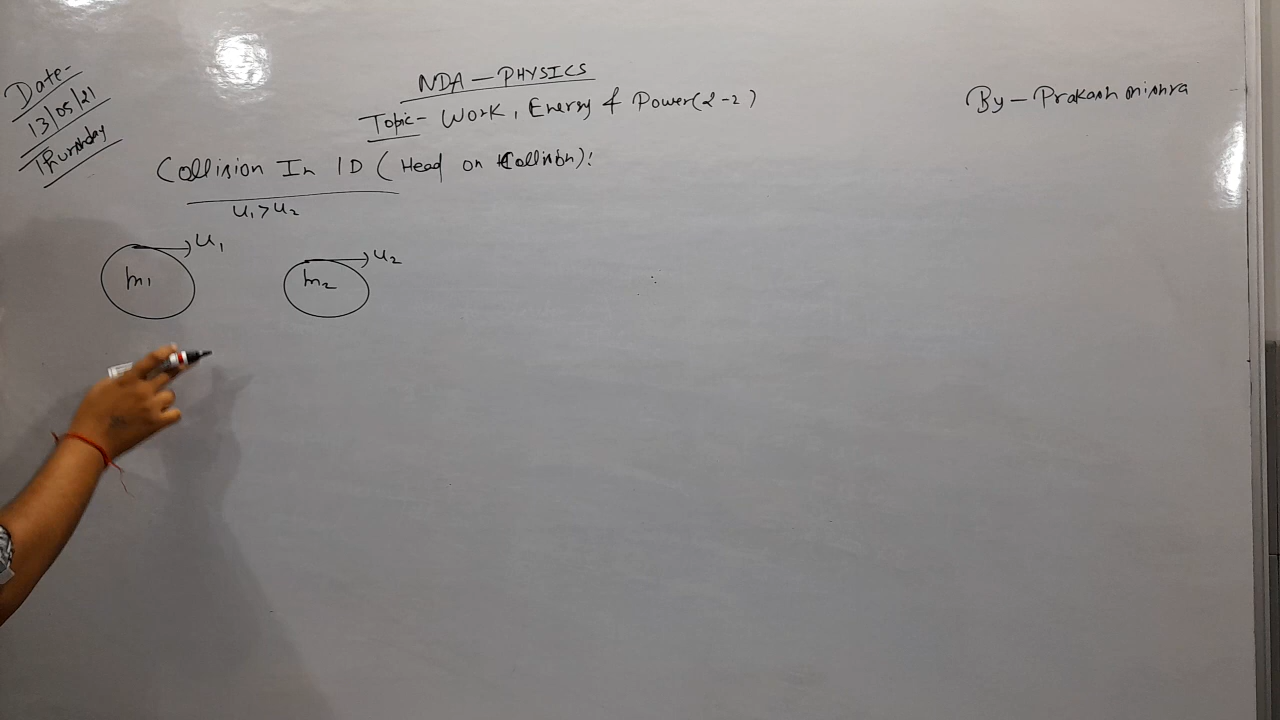 Date-
13/05/21
Thursday
NDA - PHYSICS
Topic- Work, Energy & Power(2-2)
By - Prakash mishra
Collision In 1D (Head on Collision):
u₁>u₂
u₁
u₂
m₁
m₂